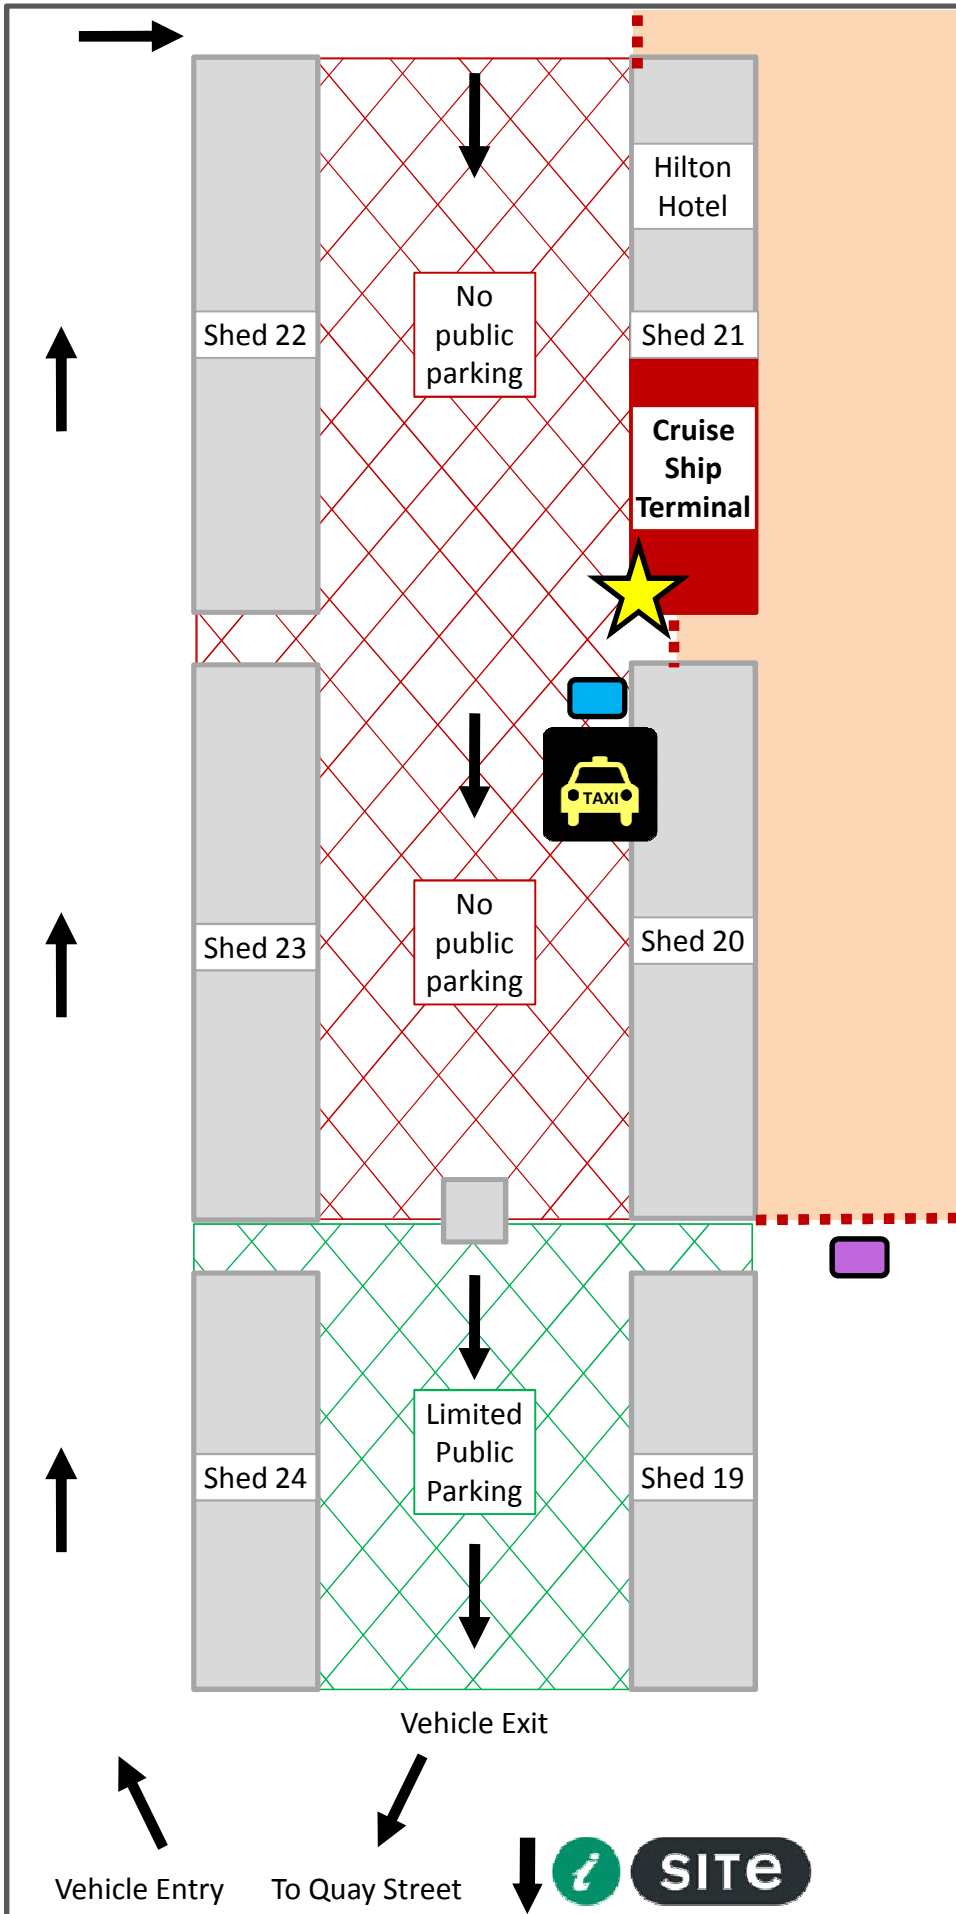 Hilton
Hotel
No
public
parking
Shed 22
Shed 21
Cruise
Ship
Terminal
TAXI
No
public
parking
Shed 23
Shed 20
Limited
Public
Parking
Shed 24
Shed 19
Vehicle Exit
Vehicle Entry
To Quay Street
i SITe